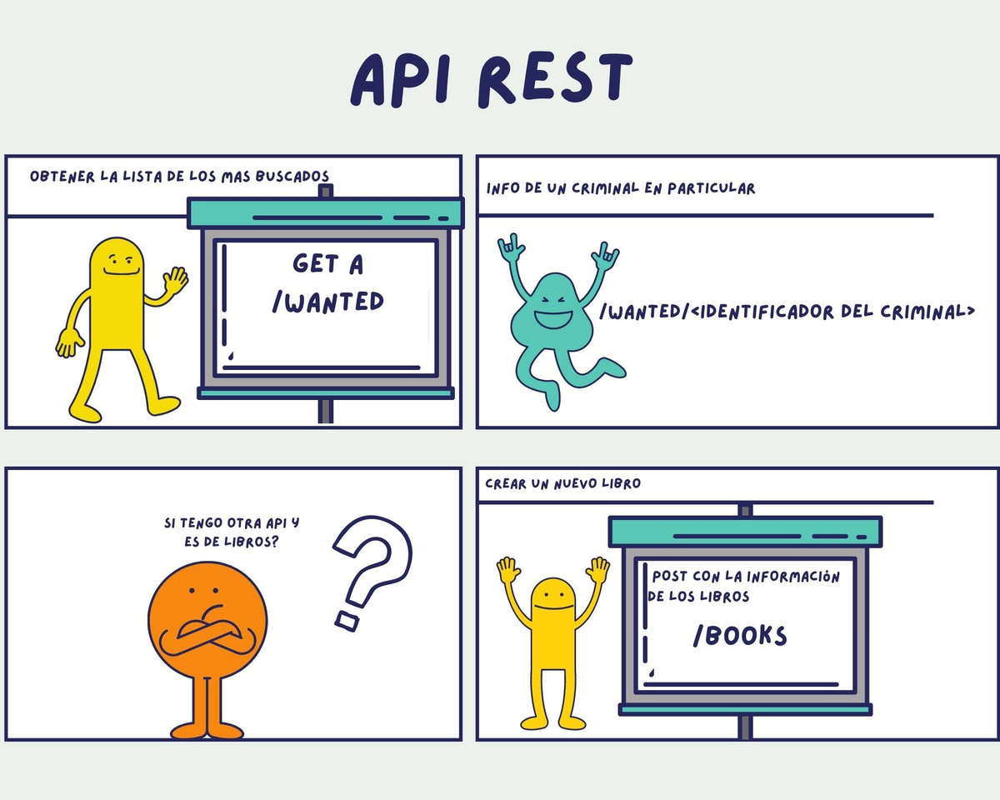 API REST
OBTENER LA LISTA DE LOS MAS BUSCADOS
GET A
/WANTED
INFO DE UN CRIMINAL EN PARTICULAR
/WANTED/<IDENTIFICADOR DEL CRIMINAL>
SI TENGO OTRA API Y
ES DE LIBROS?
CREAR UN NUEVO LIBRO
POST CON LA INFORMACIÓN
DE LOS LIBROS
/BOOKS